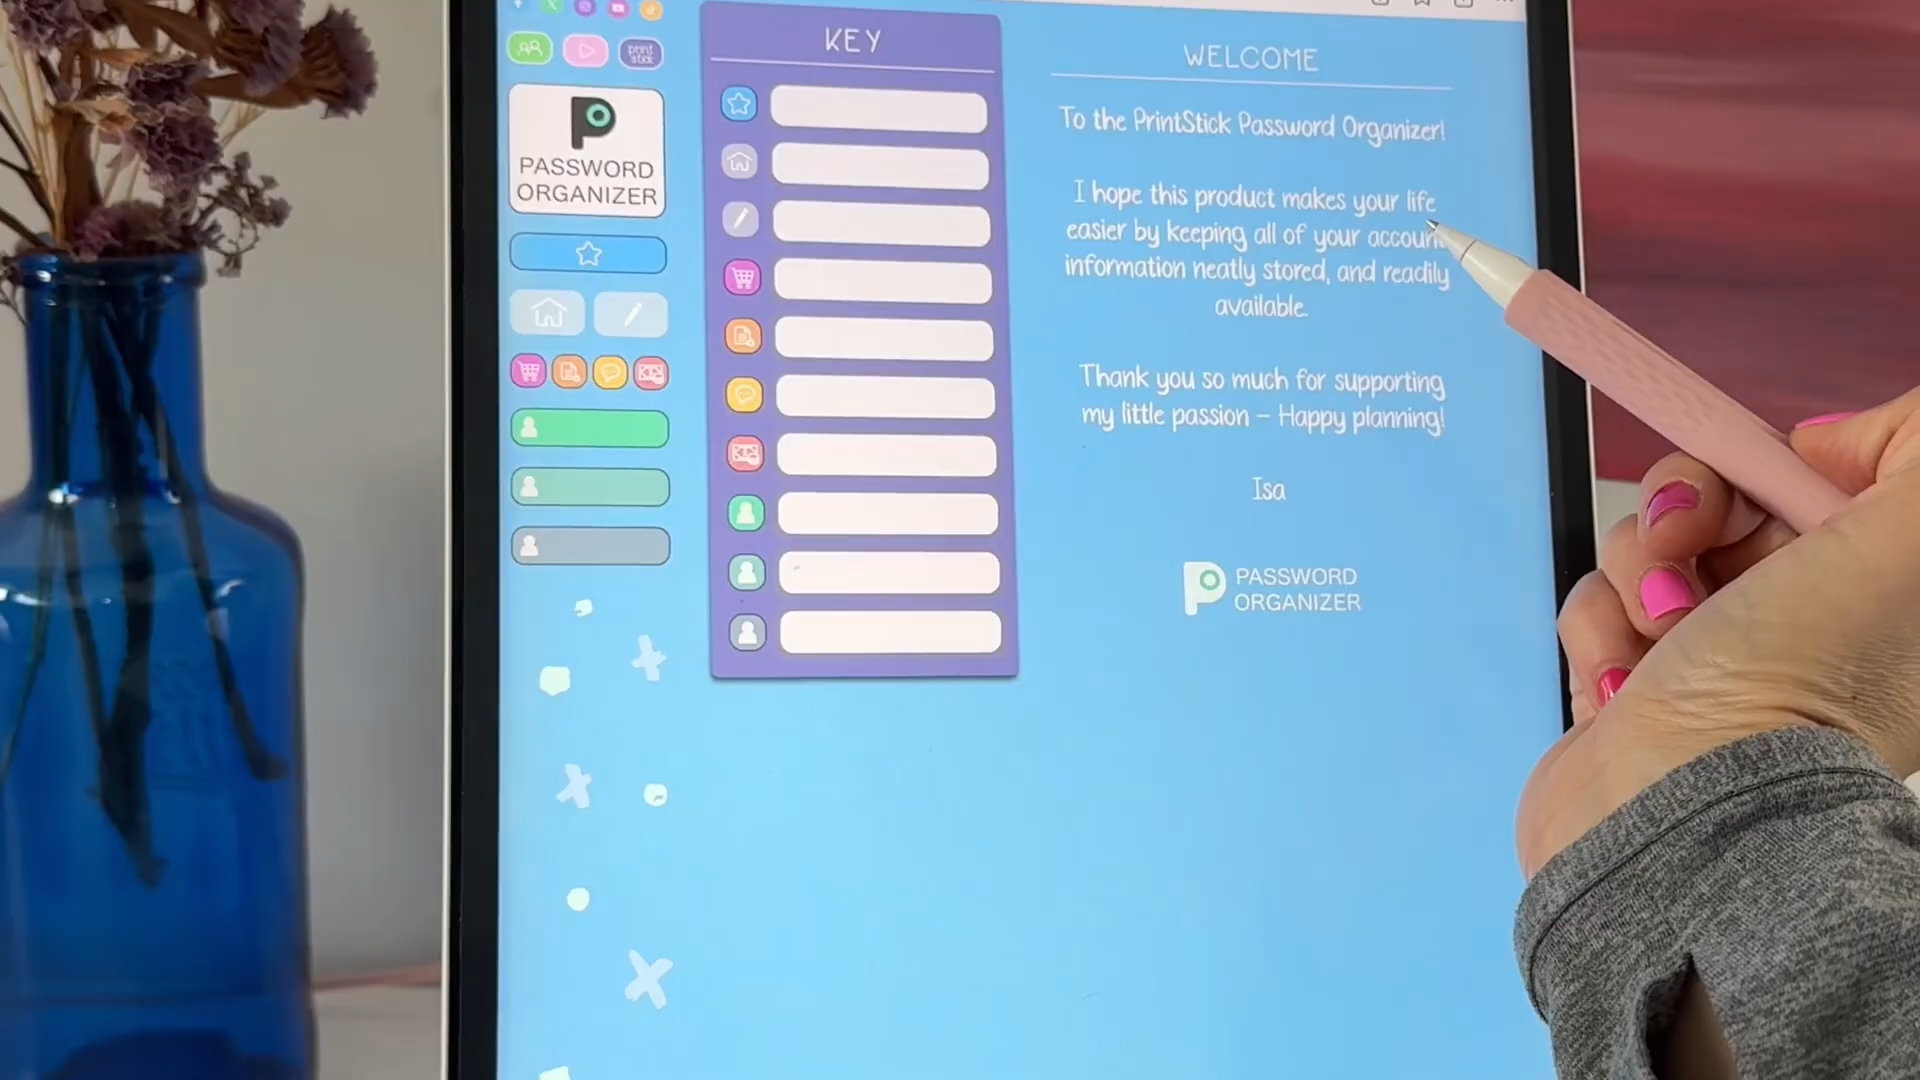 print
stick
PASSWORD
ORGANIZER
KEY
WELCOME
To the PrintStick Password Organizer!
I hope this product makes your life
easier by keeping all of your account
information neatly stored, and readily
available.
Thank you so much for supporting
my little passion – Happy planning!
Isa
PASSWORD
ORGANIZER